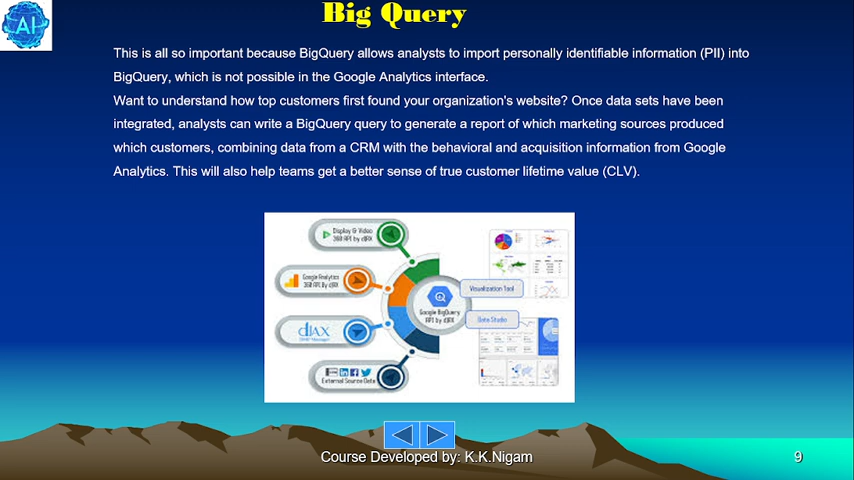 AI
Big Query
This is all so important because BigQuery allows analysts to import personally identifiable information (PII) into
BigQuery, which is not possible in the Google Analytics interface.
Want to understand how top customers first found your organization's website? Once data sets have been
integrated, analysts can write a BigQuery query to generate a report of which marketing sources produced
which customers, combining data from a CRM with the behavioral and acquisition information from Google
Analytics. This will also help teams get a better sense of true customer lifetime value (CLV).
Display & Video
360 API by dJAX
Google Analytics
360 API by dJAX
dJAX
Manager
External Source Data
Google BigQuery
API by dJAX
Visualization Tool
Data Studio
Course Developed by: K.K.Nigam
9